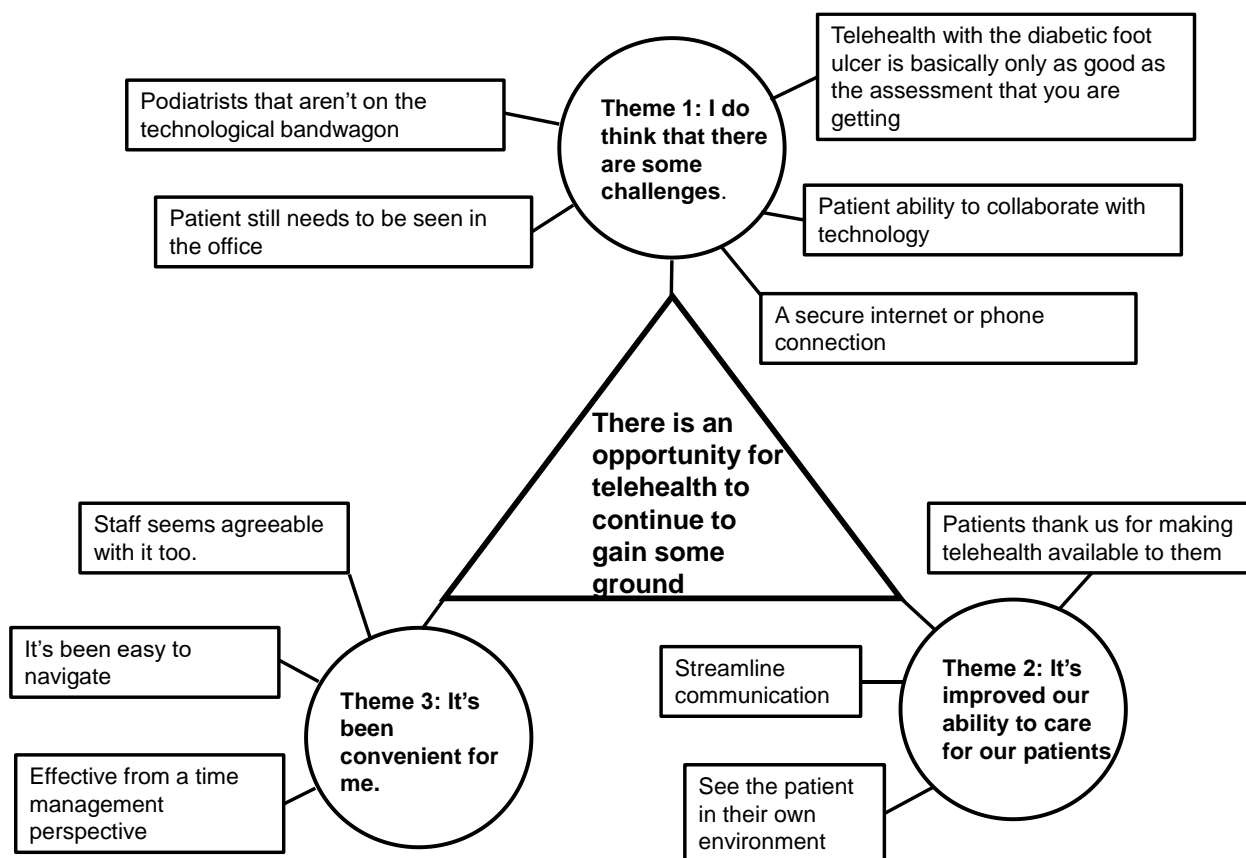 Telehealth with the diabetic foot
ulcer is basically only as good as
the assessment that you are
getting
Podiatrists that aren’t on the
technological bandwagon
Theme 1: I do
think that there
are some
challenges.
Patient still needs to be seen in
the office
Patient ability to collaborate with
technology
A secure internet or phone
connection
There is an
opportunity for
telehealth to
continue to
gain some
ground
Staff seems agreeable
with it too.
Patients thank us for making
telehealth available to them
It’s been easy to
navigate
Streamline
communication
Theme 3: It’s
been
convenient for
me.
Theme 2: It’s
improved our
ability to care
for our patients
Effective from a time
management
perspective
See the patient
in their own
environment